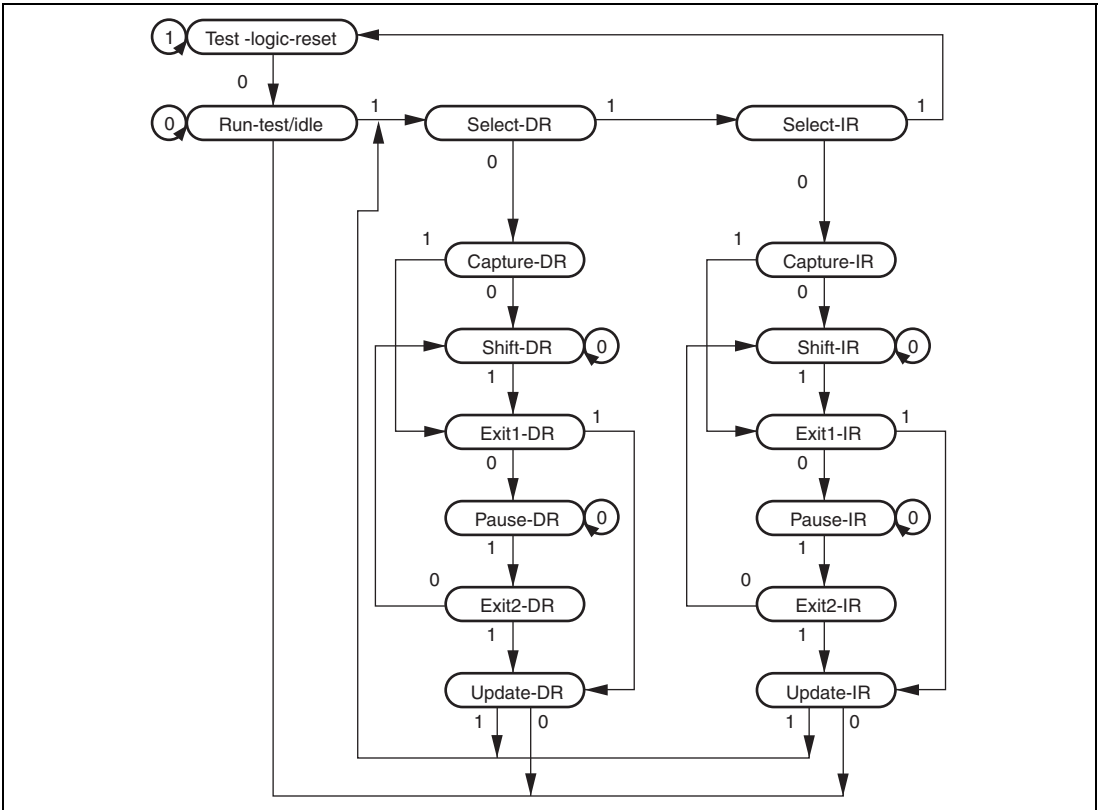 1 Test -logic-reset
0
0 Run-test/idle 1 Select-DR 1 Select-IR 1
0 0
1 Capture-DR 1 Capture-IR
0 0
Shift-DR 0 Shift-IR 0
1 1
Exit1-DR 1 Exit1-IR 1
0 0
Pause-DR 0 Pause-IR 0
1 1
0 Exit2-DR 0 Exit2-IR
1 1
Update-DR Update-IR
1 0 1 0